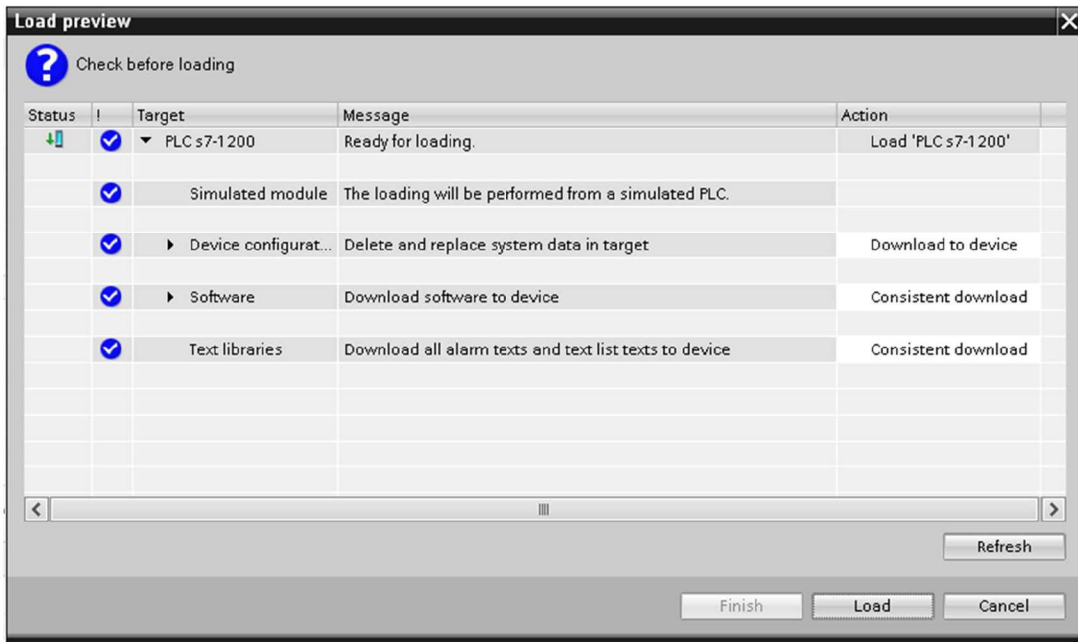 Load preview
Check before loading
Status ! Target Message Action
PLC s7-1200 Ready for loading. Load 'PLC s7-1200'
Simulated module The loading will be performed from a simulated PLC.
Device configurat... Delete and replace system data in target Download to device
Software Download software to device Consistent download
Text libraries Download all alarm texts and text list texts to device Consistent download
Refresh
Finish Load Cancel